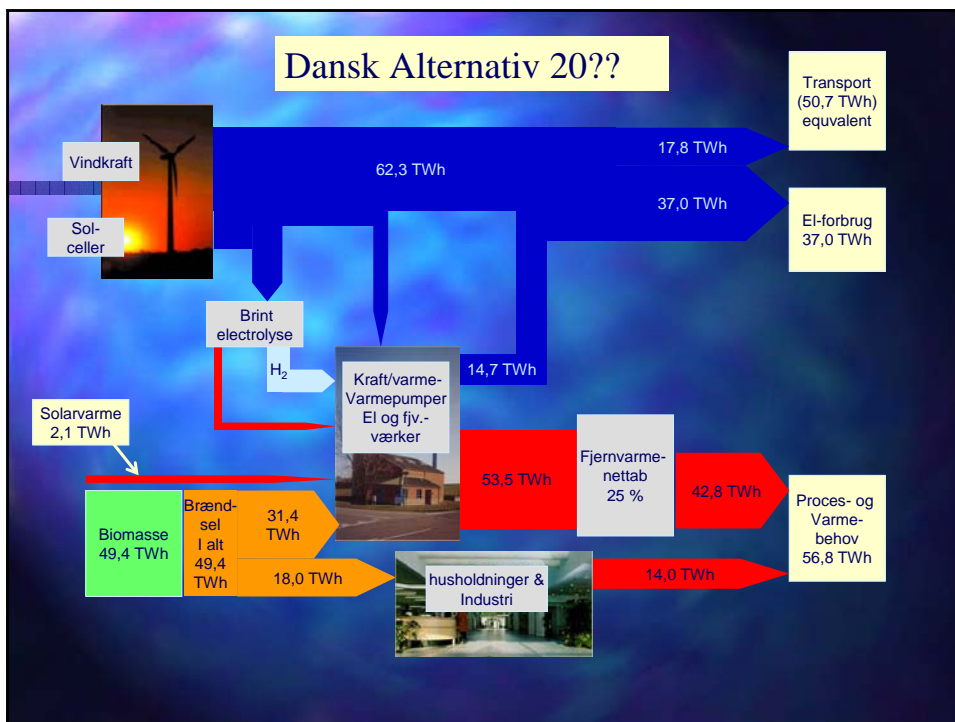 Dansk Alternativ 20??
Transport
(50,7 TWh)
equvalent
Vindkraft
62,3 TWh
17,8 TWh
37,0 TWh
El-forbrug
37,0 TWh
Sol-
celler
Brint
electrolyse
H2
Kraft/varme-
Varmepumper
El og fjv.-
værker
14,7 TWh
Solarvarme
2,1 TWh
53,5 TWh
Fjernvarme-
nettab
25 %
42,8 TWh
Proces- og
Varme-
behov
56,8 TWh
Biomasse
49,4 TWh
Brænd-
sel
I alt
49,4
TWh
31,4
TWh
18,0 TWh
husholdninger &
Industri
14,0 TWh